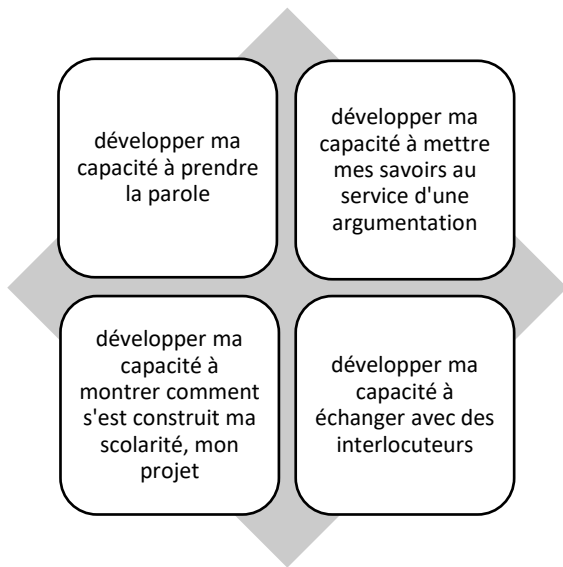 développer ma
capacité à prendre
la parole
développer ma
capacité à mettre
mes savoirs au
service d'une
argumentation
développer ma
capacité à
montrer comment
s'est construit ma
scolarité, mon
projet
développer ma
capacité à
échanger avec des
interlocuteurs